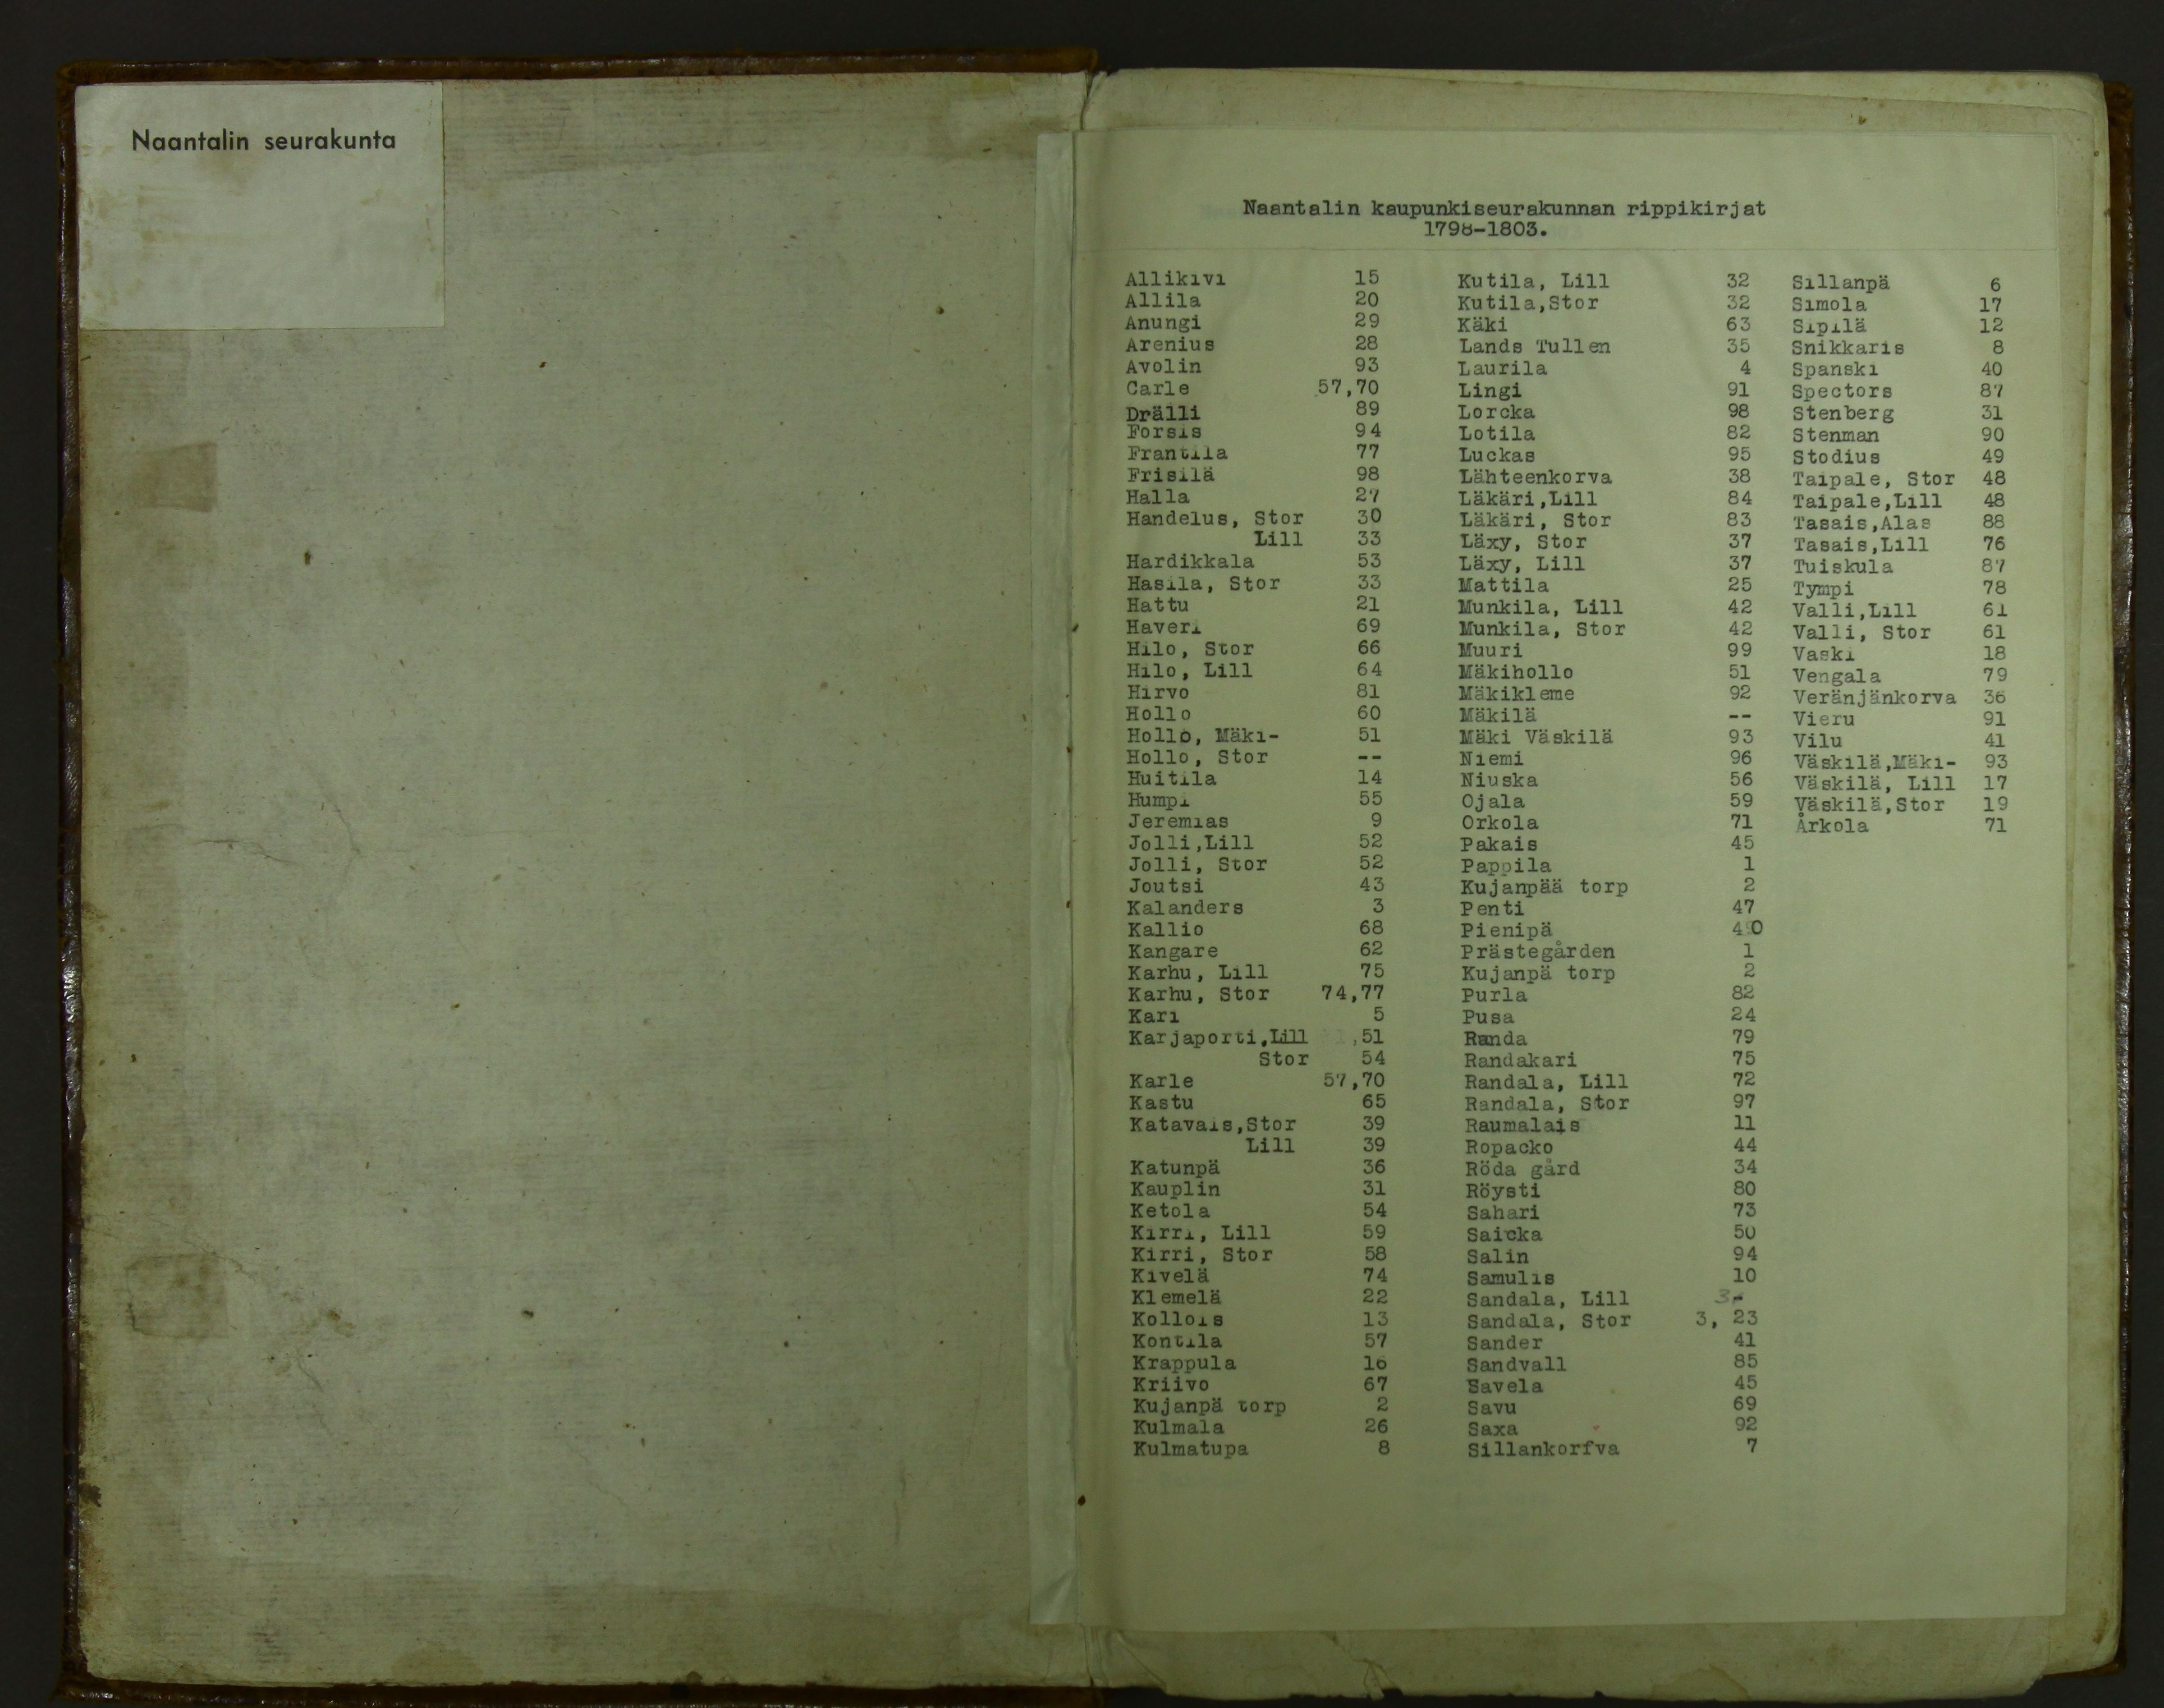 Naantalin seurakunta
Naantalin kaupunkiseurakunnan rippikirjat
1798-1803.
Allikivi 15
Allila 20
Anungi 29
Arenius 28
Avolin 93
Carle 57,70
Drälli 89
Forsis 94
Frantila 77
Frisilä 98
Halla 27
Handelus, Stor 30
Lill 33
Hardikkala 53
Hasila, Stor 33
Hattu 21
Haveri 69
Hilo, Stor 66
Hilo, Lill 64
Hirvo 81
Hollo 60
Hollo, Mäki- 51
Hollo, Stor --
Huitila 14
Humpi 55
Jeremias 9
Jolli,Lill 52
Jolli, Stor 52
Joutsi 43
Kalanders 3
Kallio 68
Kangare 62
Karhu, Lill 75
Karhu, Stor 74,77
Kari 5
Karjaporti,Lill ,51
Stor 54
Karle 57,70
Kastu 65
Katavais,Stor 39
Lill 39
Katunpä 36
Kauplin 31
Ketola 54
Kirri, Lill 59
Kirri, Stor 58
Kivelä 74
Klemelä 22
Kollois 13
Kontila 57
Krappula 16
Kriivo 67
Kujanpä torp 2
Kulmala 26
Kulmatupa 8
Kutila, Lill 32
Kutila,Stor 32
Käki 63
Lands Tullen 35
Laurila 4
Lingi 91
Lorcka 98
Lotila 82
Luckas 95
Lähteenkorva 38
Läkäri,Lill 84
Läkäri, Stor 83
Läxy, Stor 37
Läxy, Lill 37
Mattila 25
Munkila, Lill 42
Munkila, Stor 42
Muuri 99
Mäkihollo 51
Mäkikleme 92
Mäkilä --
Mäki Väskilä 93
Niemi 96
Niuska 56
Ojala 59
Orkola 71
Pakais 45
Pappila 1
Kujanpää torp 2
Penti 47
Pienipä 40
Prästegården 1
Kujanpä torp 2
Purla 82
Pusa 24
Randa 79
Randakari 75
Randala, Lill 72
Randala, Stor 97
Raumalais 11
Ropacko 44
Röda gård 34
Röysti 80
Sahari 73
Saicka 50
Salin 94
Samulis 10
Sandala, Lill 3-
Sandala, Stor 3, 23
Sander 41
Sandvall 85
Savela 45
Savu 69
Saxa 92
Sillankorfva 7
Sillanpä 6
Simola 17
Sipilä 12
Snikkaris 8
Spanski 40
Spectors 87
Stenberg 31
Stenman 90
Stodius 49
Taipale, Stor 48
Taipale,Lill 48
Tasais,Alas 88
Tasais,Lill 76
Tuiskula 87
Tympi 78
Valli,Lill 61
Valli, Stor 61
Vaski 18
Vengala 79
Veränjänkorva 36
Vieru 91
Vilu 41
Väskilä,Mäki- 93
Väskilä, Lill 17
Väskilä,Stor 19
Årkola 71